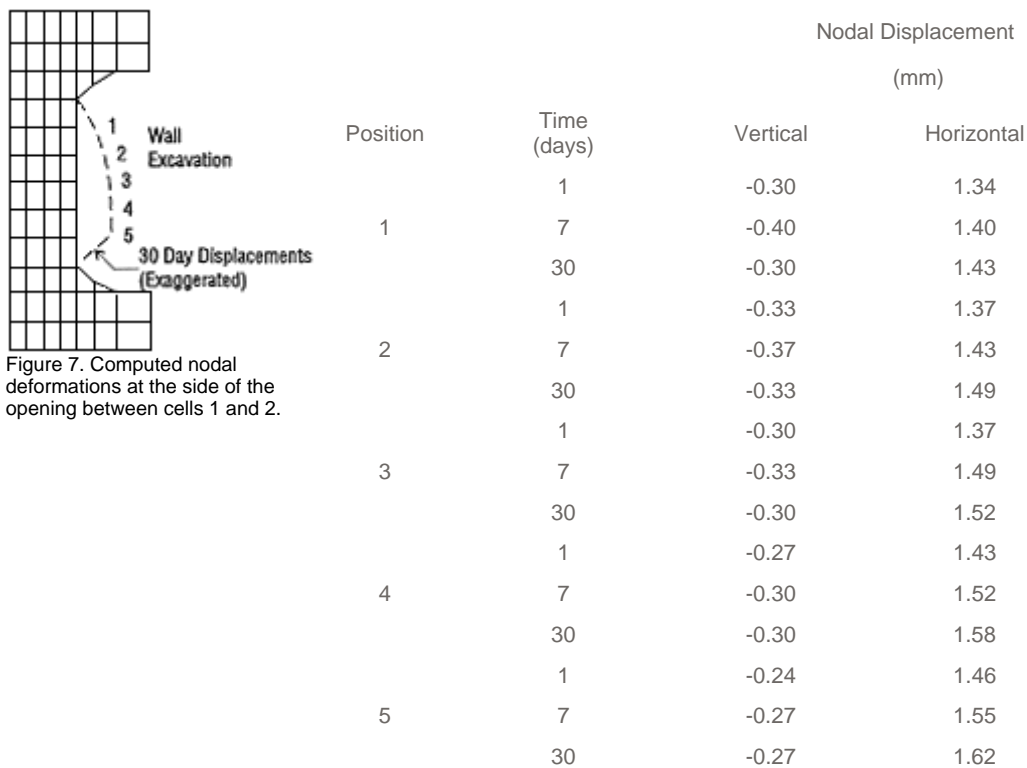 1 Wall
2 Excavation
3
4
5
30 Day Displacements
(Exaggerated)
Figure 7. Computed nodal
deformations at the side of the
opening between cells 1 and 2.
Nodal Displacement
(mm)
Position Time (days) Vertical Horizontal
1 -0.30 1.34
1 7 -0.40 1.40
30 -0.30 1.43
1 -0.33 1.37
2 7 -0.37 1.43
30 -0.33 1.49
1 -0.30 1.37
3 7 -0.33 1.49
30 -0.30 1.52
1 -0.27 1.43
4 7 -0.30 1.52
30 -0.30 1.58
1 -0.24 1.46
5 7 -0.27 1.55
30 -0.27 1.62